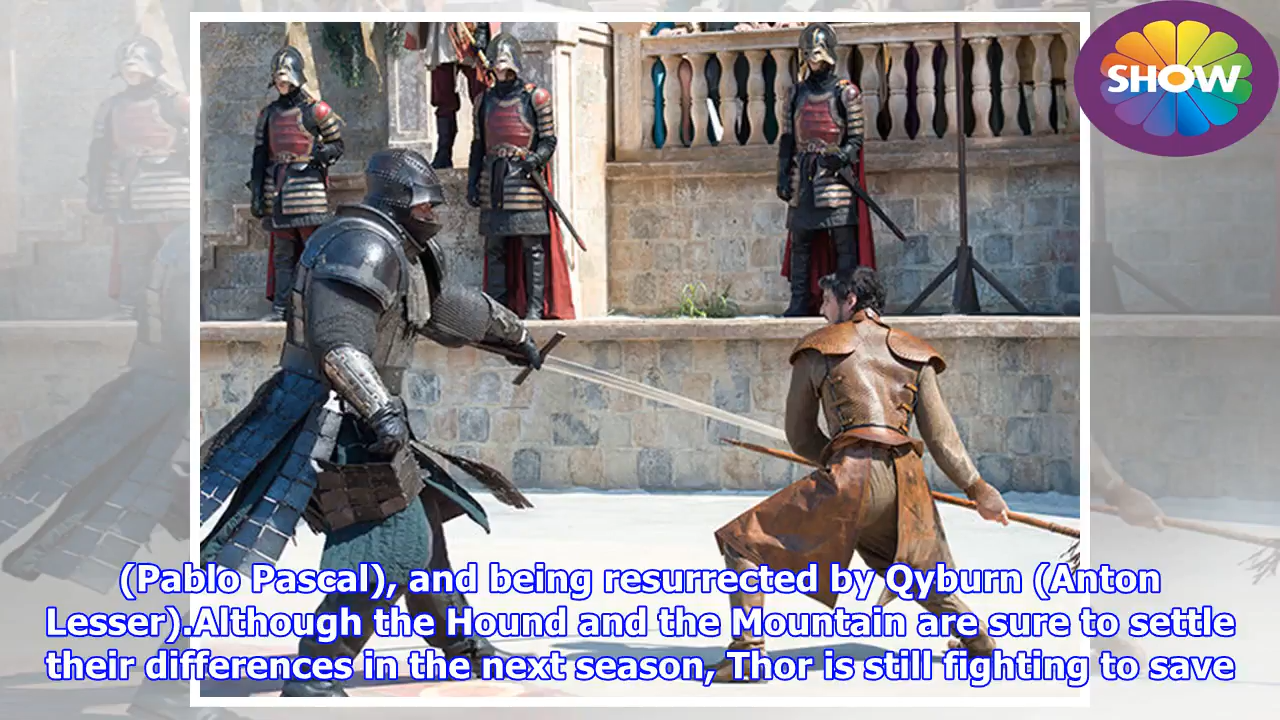 SHOW
(Pablo Pascal), and being resurrected by Qyburn (Anton
Lesser).Although the Hound and the Mountain are sure to settle
their differences in the next season, Thor is still fighting to save